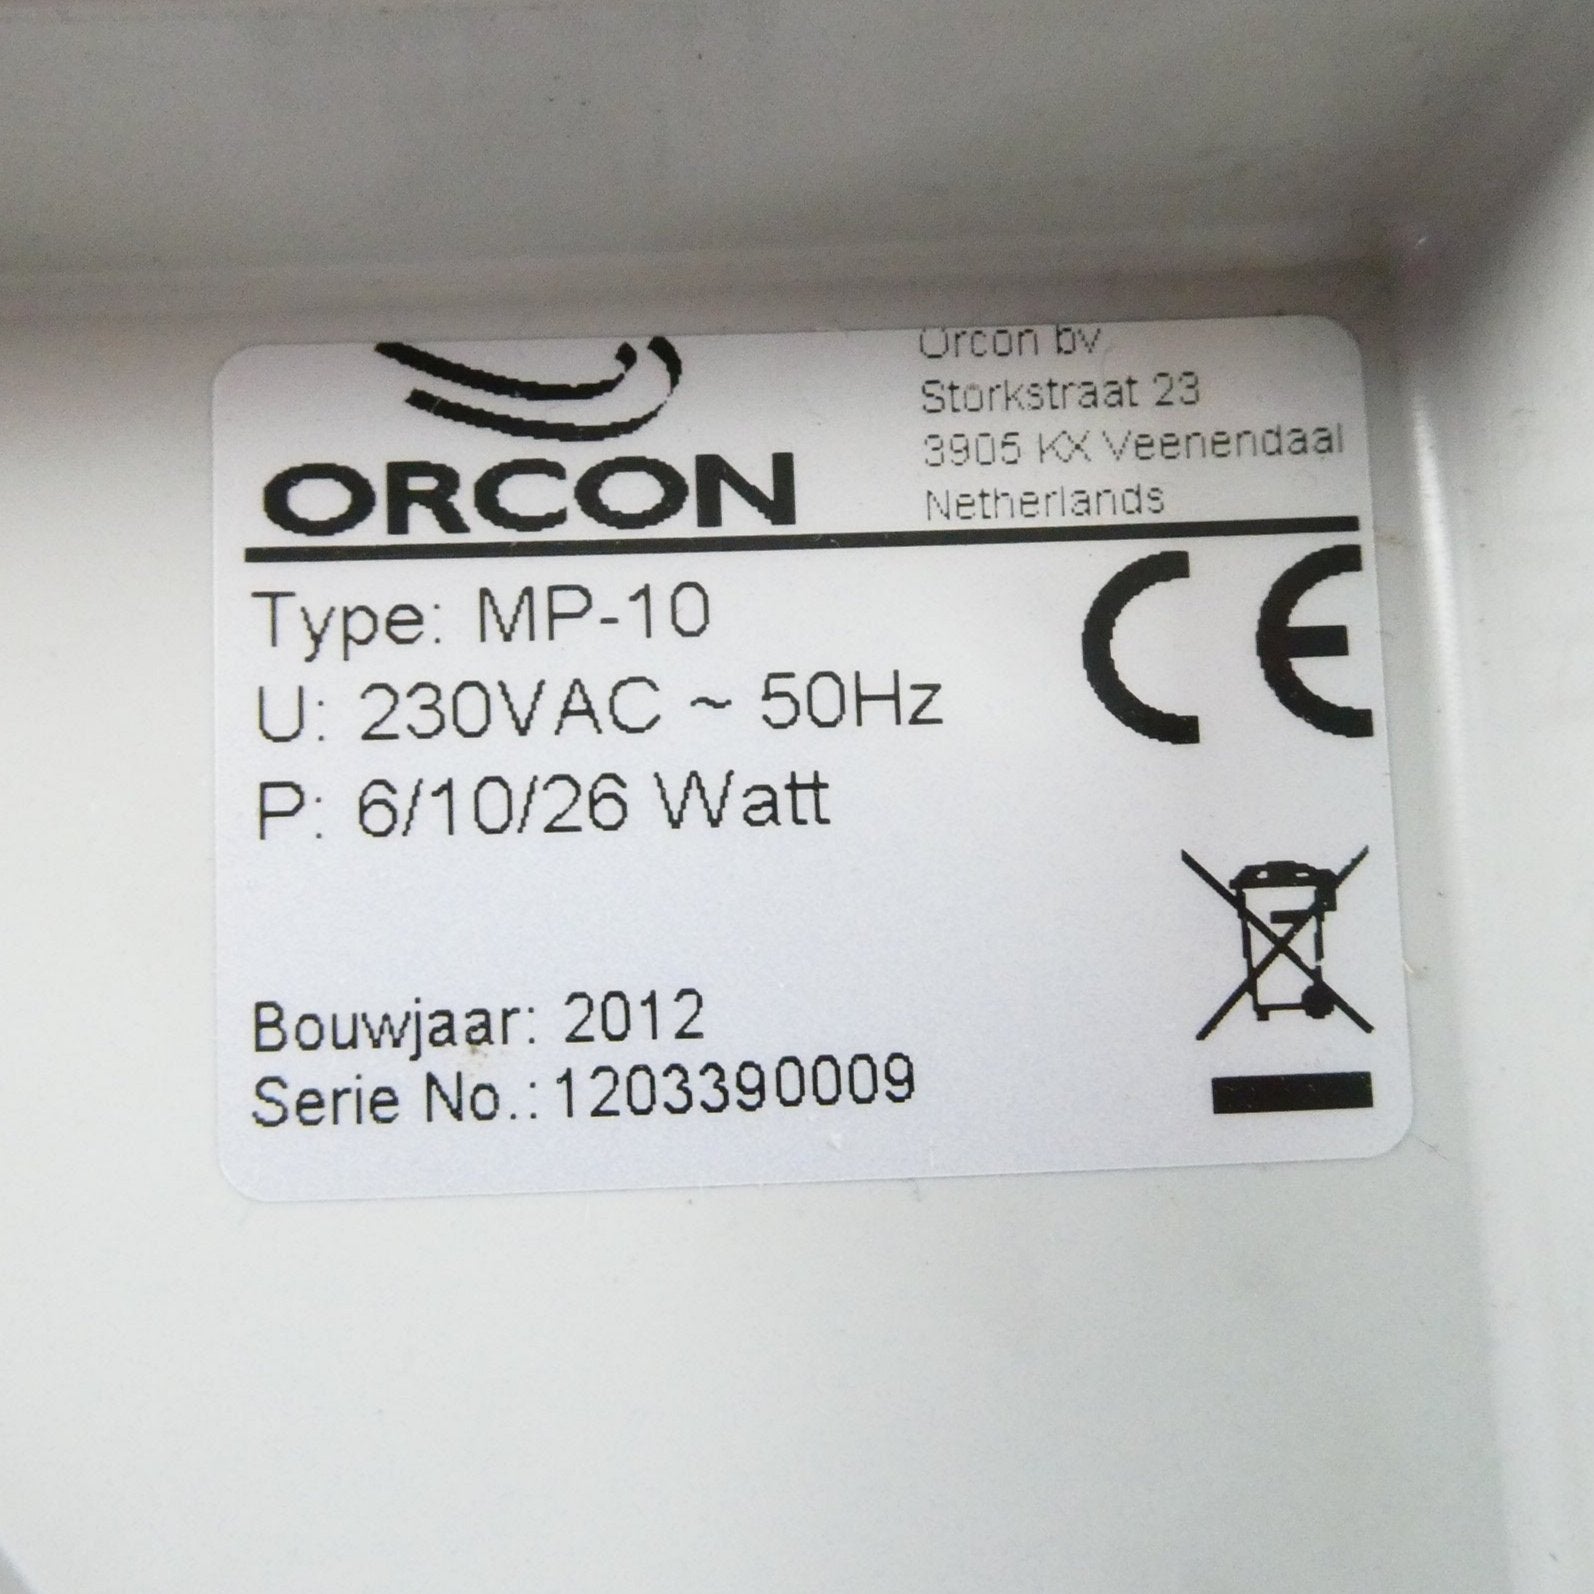 ORCON
Orcon bv
Storkstraat 23
3905 KX Veenendaal
Netherlands
Type: MP-10
U: 230VAC ~ 50Hz
P: 6/10/26 Watt
CE
Bouwjaar: 2012
Serie No.: 1203390009